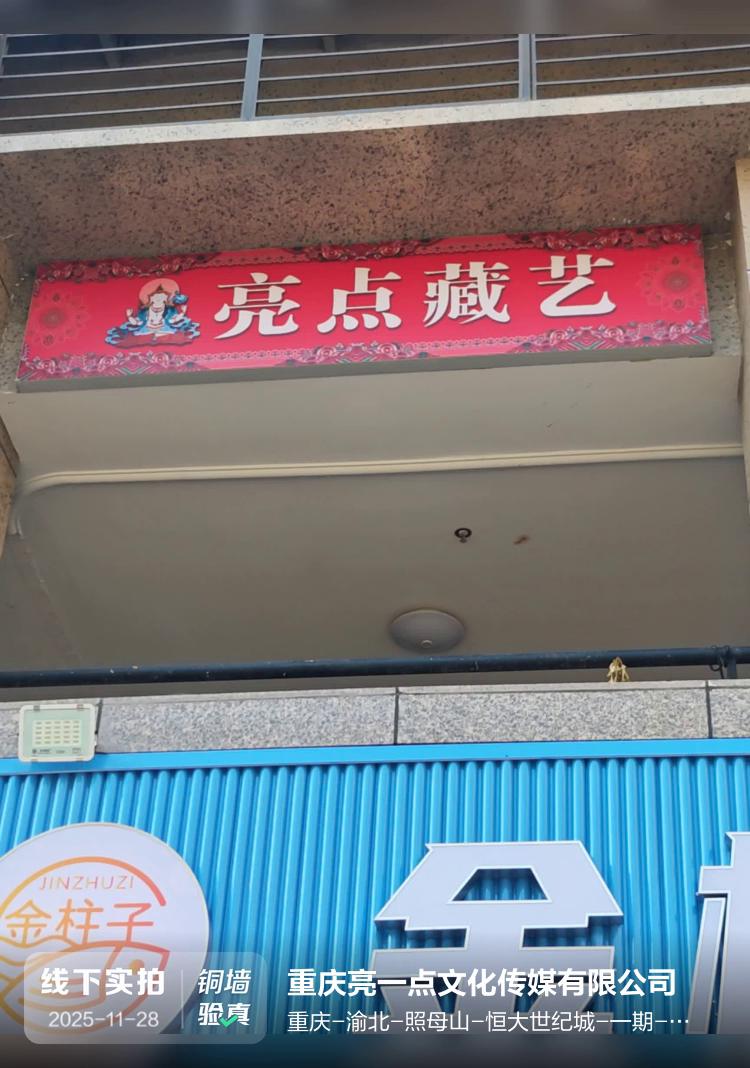 亮点藏艺
JINZHUZI
金柱子
金
线下实拍
2025-11-28
铜墙
验真
重庆亮一点文化传媒有限公司
重庆-渝北-照母山-恒大世纪城-一期-…